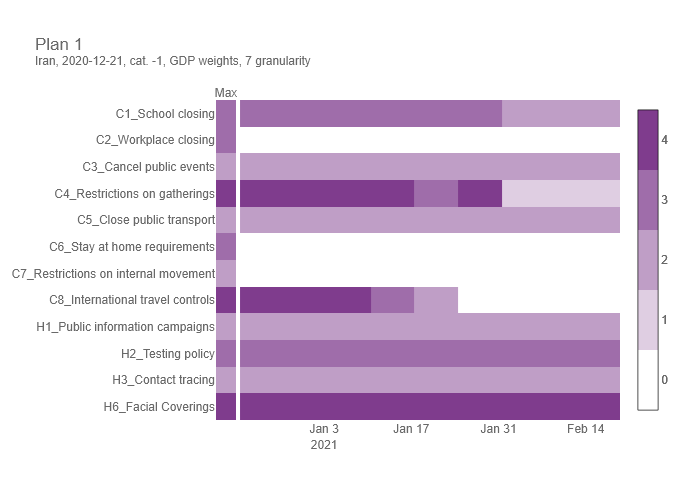 Plan 1
Iran, 2020-12-21, cat. -1, GDP weights, 7 granularity
Max
C1_School closing
C2_Workplace closing
C3_Cancel public events
C4_Restrictions on gatherings
C5_Close public transport
C6_Stay at home requirements
C7_Restrictions on internal movement
C8_International travel controls
H1_Public information campaigns
H2_Testing policy
H3_Contact tracing
H6_Facial Coverings
Jan 3 Jan 17 Jan 31 Feb 14
2021
4
3
2
1
0